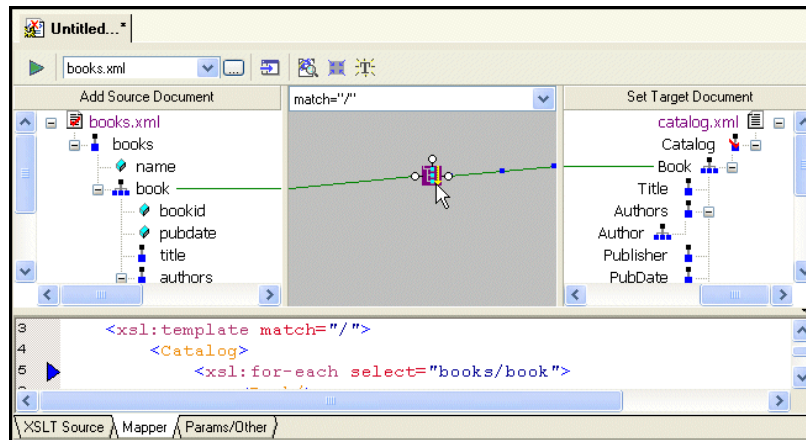 Untitled...*
books.xml
Add Source Document
match="/"
Set Target Document
books.xml
books
name
book
bookid
pubdate
title
authors
catalog.xml
Catalog
Book
Title
Authors
Author
Publisher
PubDate
3 <xsl:template match="/">
4 <Catalog>
5 <xsl:for-each select="books/book">
XSLT Source Mapper Params/Other